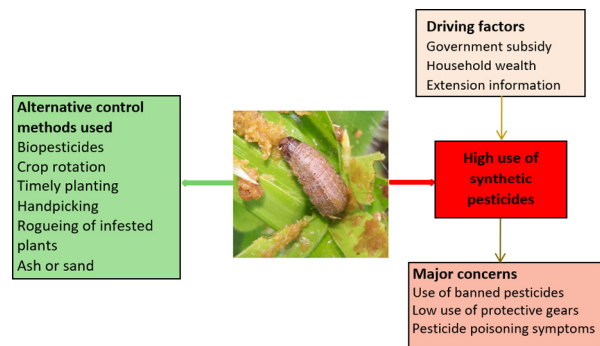 Driving factors
Government subsidy
Household wealth
Extension information
Alternative control
methods used
Biopesticides
Crop rotation
Timely planting
Handpicking
Rogueing of infested
plants
Ash or sand
High use of
synthetic
pesticides
Major concerns
Use of banned pesticides
Low use of protective gears
Pesticide poisoning symptoms